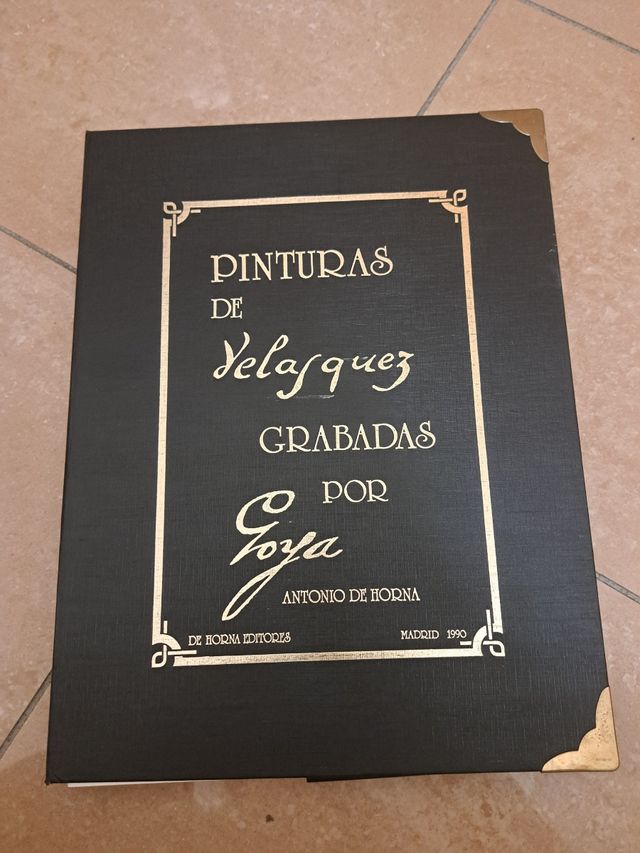 PINTURAS
DE
Velasquez
GRABADAS
POR
Goya
ANTONIO DE HORNA
DE HORNA EDITORES MADRID 1990